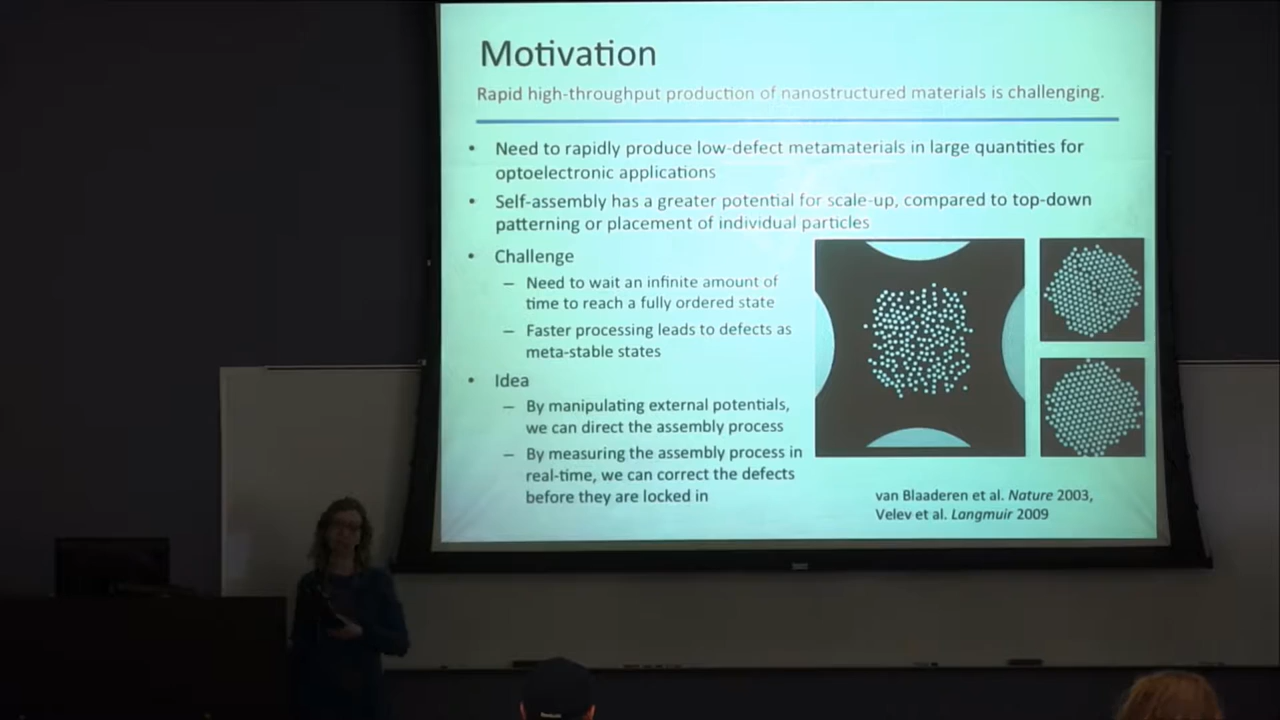 Motivation
Rapid high-throughput production of nanostructured materials is challenging.
• Need to rapidly produce low-defect metamaterials in large quantities for
optoelectronic applications
• Self-assembly has a greater potential for scale-up, compared to top-down
patterning or placement of individual particles
• Challenge
– Need to wait an infinite amount of
time to reach a fully ordered state
– Faster processing leads to defects as
meta-stable states
• Idea
– By manipulating external potentials,
we can direct the assembly process
– By measuring the assembly process in
real-time, we can correct the defects
before they are locked in
van Blaaderen et al. Nature 2003,
Velev et al. Langmuir 2009